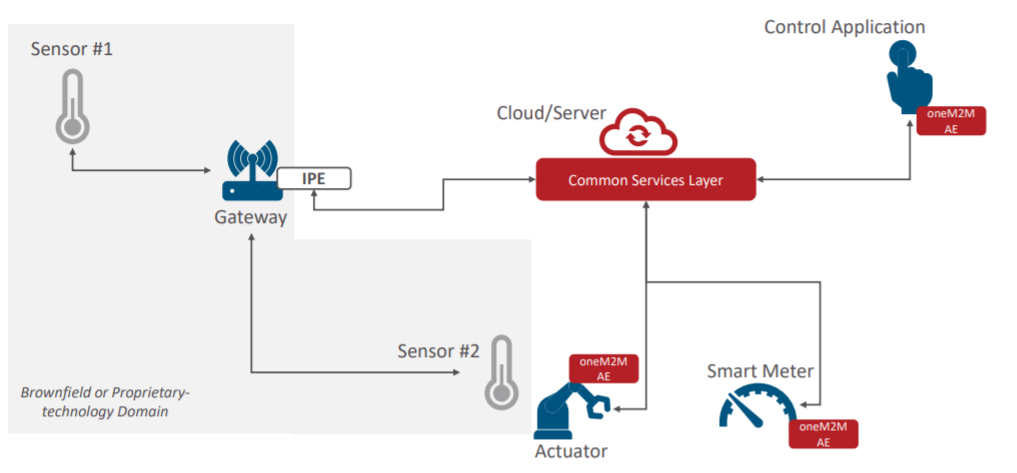 Control Application
Sensor #1
oneM2M
AE
Cloud/Server
IPE
Common Services Layer
Gateway
Sensor #2
oneM2M
AE
Smart Meter
Brownfield or Proprietary-
technology Domain
oneM2M
AE
Actuator